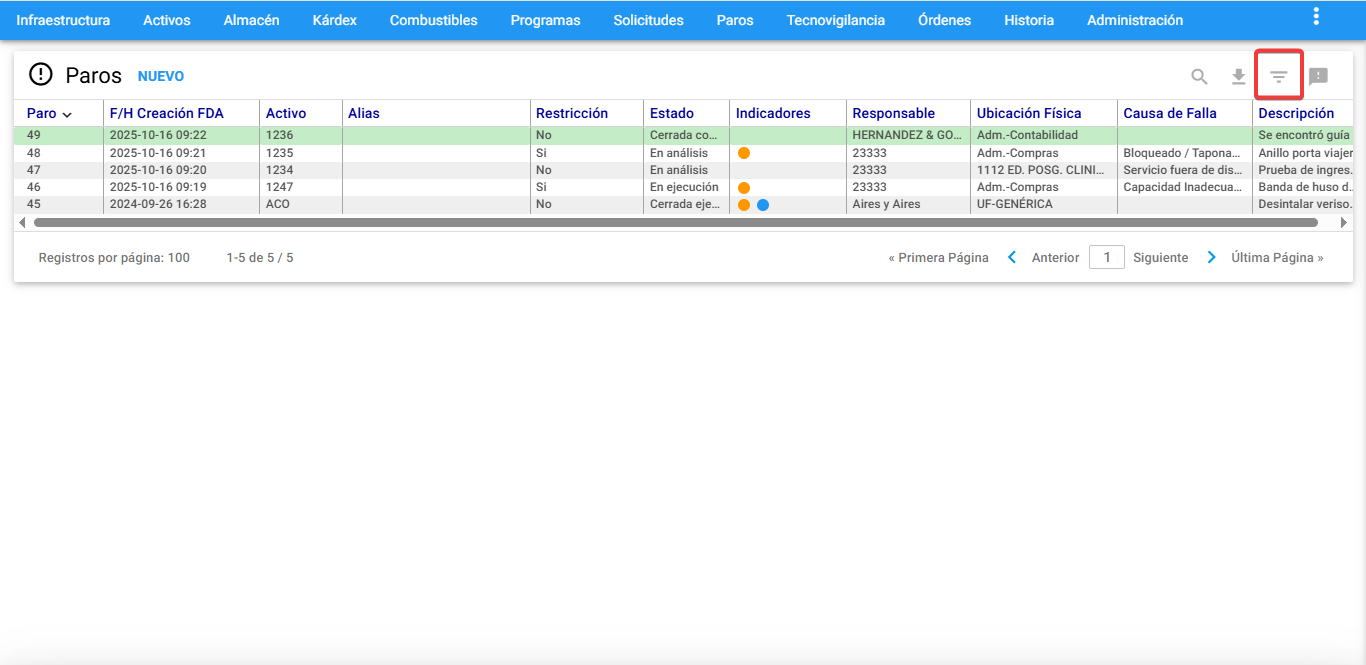 Infraestructura Activos Almacén Kárdex Combustibles Programas Solicitudes Paros Tecnovigilancia Órdenes Historia Administración
Paros NUEVO
Paro F/H Creación FDA Activo Alias Restricción Estado Indicadores Responsable Ubicación Física Causa de Falla Descripción
49 2025-10-16 09:22 1236 No Cerrada co... HERNANDEZ & GO... Adm.-Contabilidad Se encontró guía
48 2025-10-16 09:21 1235 Si En análisis 23333 Adm.-Compras Bloqueado / Tapona... Anillo porta viajer
47 2025-10-16 09:20 1234 No En análisis 23333 1112 ED. POSG. CLINI... Servicio fuera de dis... Prueba de ingres.
46 2025-10-16 09:19 1247 Si En ejecución 23333 Adm.-Compras Capacidad Inadecua... Banda de huso d..
45 2024-09-26 16:28 ACO No Cerrada eje... Aires y Aires UF-GENÉRICA Desintalar veriso.
Registros por página: 100 1-5 de 5 / 5 « Primera Página Anterior 1 Siguiente Última Página »